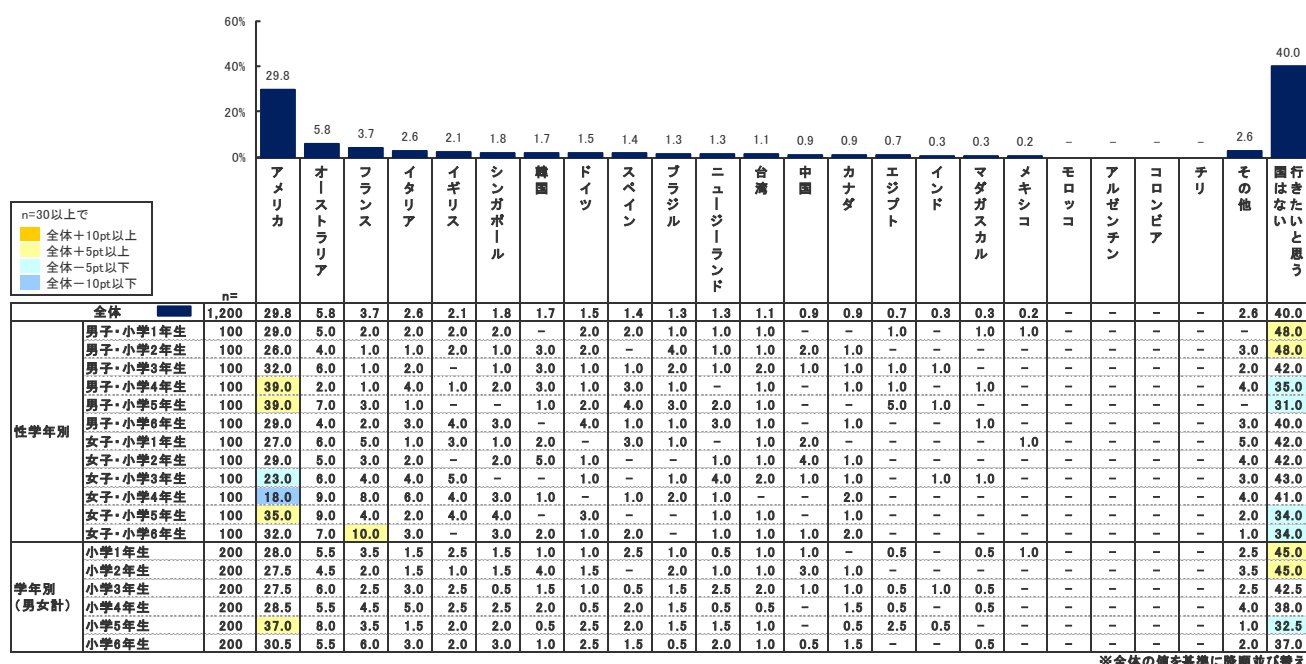 60%
40%
20%
0%
29.8 5.8 3.7 2.6 2.1 1.8 1.7 1.5 1.4 1.3 1.3 1.1 0.9 0.9 0.7 0.3 0.3 0.2 － － － － 2.6 40.0
アメリカ
オーストラリア
フランス
イタリア
イギリス
シンガポール
韓国
ドイツ
スペイン
ブラジル
ニュージーランド
台湾
中国
カナダ
エジプト
インド
マダガスカル
メキシコ
モロッコ
アルゼンチン
コロンビア
チリ
その他
行きたいと思う
国はない
n=30以上で
全体＋10pt以上
全体＋5pt以上
全体－5pt以下
全体－10pt以下
n=
全体 1,200 29.8 5.8 3.7 2.6 2.1 1.8 1.7 1.5 1.4 1.3 1.3 1.1 0.9 0.9 0.7 0.3 0.3 0.2 － － － － 2.6 40.0
性学年別
男子・小学1年生 100 29.0 5.0 2.0 2.0 2.0 2.0 － 2.0 2.0 1.0 1.0 1.0 － － 1.0 － 1.0 1.0 － － － － － 48.0
男子・小学2年生 100 26.0 4.0 1.0 1.0 2.0 1.0 3.0 2.0 － 4.0 1.0 1.0 2.0 1.0 － － － － － － － － 3.0 48.0
男子・小学3年生 100 32.0 6.0 1.0 2.0 － 1.0 3.0 1.0 1.0 2.0 1.0 2.0 1.0 1.0 1.0 1.0 － － － － － － 2.0 42.0
男子・小学4年生 100 39.0 2.0 1.0 4.0 1.0 2.0 3.0 1.0 3.0 1.0 － 1.0 － 1.0 1.0 － 1.0 － － － － － 4.0 35.0
男子・小学5年生 100 39.0 7.0 3.0 1.0 － － 1.0 2.0 4.0 3.0 2.0 1.0 － － 5.0 1.0 － － － － － － － 31.0
男子・小学6年生 100 29.0 4.0 2.0 3.0 4.0 3.0 － 4.0 1.0 1.0 3.0 1.0 － 1.0 － － 1.0 － － － － － 3.0 40.0
女子・小学1年生 100 27.0 6.0 5.0 1.0 3.0 1.0 2.0 － 3.0 1.0 － 1.0 2.0 － － － － 1.0 － － － － 5.0 42.0
女子・小学2年生 100 29.0 5.0 3.0 2.0 － 2.0 5.0 1.0 － － 1.0 1.0 4.0 1.0 － － － － － － － － 4.0 42.0
女子・小学3年生 100 23.0 6.0 4.0 4.0 5.0 － － 1.0 － 1.0 4.0 2.0 1.0 1.0 － 1.0 1.0 － － － － － 3.0 43.0
女子・小学4年生 100 18.0 9.0 8.0 6.0 4.0 3.0 1.0 － 1.0 2.0 1.0 － － 2.0 － － － － － － － － 4.0 41.0
女子・小学5年生 100 35.0 9.0 4.0 2.0 4.0 4.0 － 3.0 － － 1.0 1.0 － 1.0 － － － － － － － － 2.0 34.0
女子・小学6年生 100 32.0 7.0 10.0 3.0 － 3.0 2.0 1.0 2.0 － 1.0 1.0 1.0 2.0 － － － － － － － － 1.0 34.0
学年別
（男女計）
小学1年生 200 28.0 5.5 3.5 1.5 2.5 1.5 1.0 1.0 2.5 1.0 0.5 1.0 1.0 － 0.5 － 0.5 1.0 － － － － 2.5 45.0
小学2年生 200 27.5 4.5 2.0 1.5 1.0 1.5 4.0 1.5 － 2.0 1.0 1.0 3.0 1.0 － － － － － － － － 3.5 45.0
小学3年生 200 27.5 6.0 2.5 3.0 2.5 0.5 1.5 1.0 0.5 1.5 2.5 2.0 1.0 1.0 0.5 1.0 0.5 － － － － － 2.5 42.5
小学4年生 200 28.5 5.5 4.5 5.0 2.5 2.5 2.0 0.5 2.0 1.5 0.5 0.5 － 1.5 0.5 － 0.5 － － － － － 4.0 38.0
小学5年生 200 37.0 8.0 3.5 1.5 2.0 2.0 0.5 2.5 2.0 1.5 1.5 1.0 － 0.5 2.5 0.5 － － － － － － 1.0 32.5
小学6年生 200 30.5 5.5 6.0 3.0 2.0 3.0 1.0 2.5 1.5 0.5 2.0 1.0 0.5 1.5 － － 0.5 － － － － － 2.0 37.0
※全体の値を基準に降順並び替え